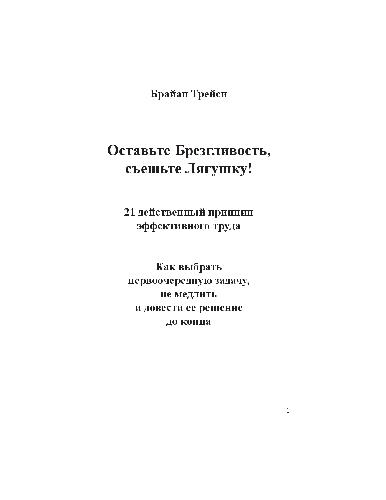 Брайан Трейси
Оставьте Брезгливость,
съешьте Лягушку!
21 действенный принцип
эффективного труда
Как выбрать
первоочередную задачу,
не медлить
и довести ее решение
до конца